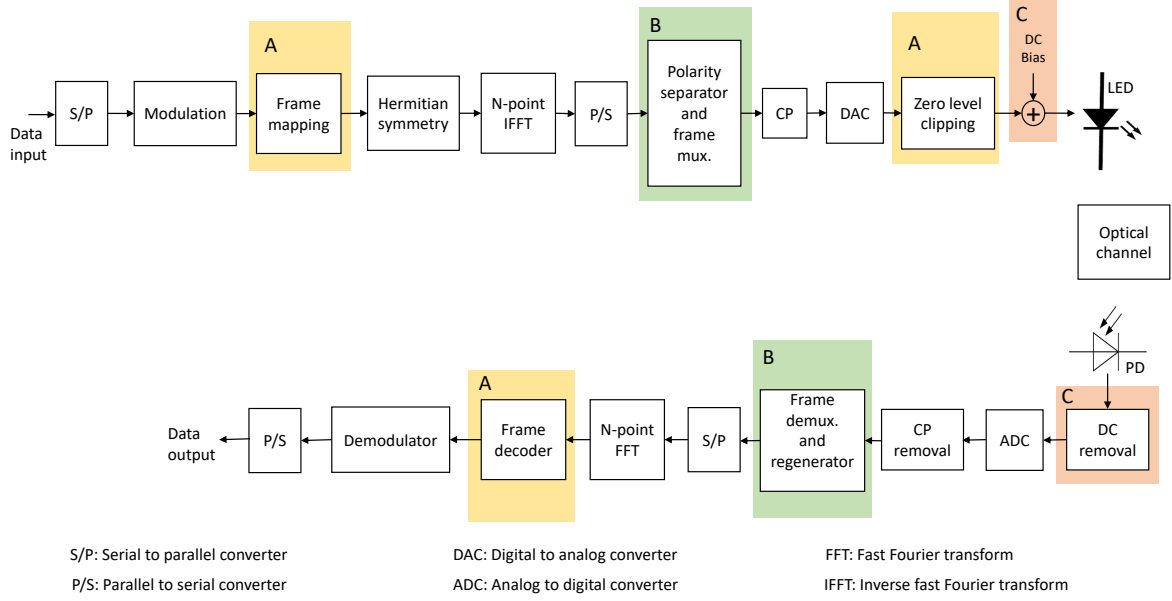 A
B
A
C
DC
Bias
LED
S/P
Modulation
Frame
mapping
Hermitian
symmetry
N-point
IFFT
P/S
Polarity
separator
and
frame
mux.
CP
DAC
Zero level
clipping
+
Data
input
Optical
channel
PD
A
B
C
Data
output
P/S
Demodulator
Frame
decoder
N-point
FFT
S/P
Frame
demux.
and
regenerator
CP
removal
ADC
DC
removal
S/P: Serial to parallel converter
DAC: Digital to analog converter
FFT: Fast Fourier transform
P/S: Parallel to serial converter
ADC: Analog to digital converter
IFFT: Inverse fast Fourier transform